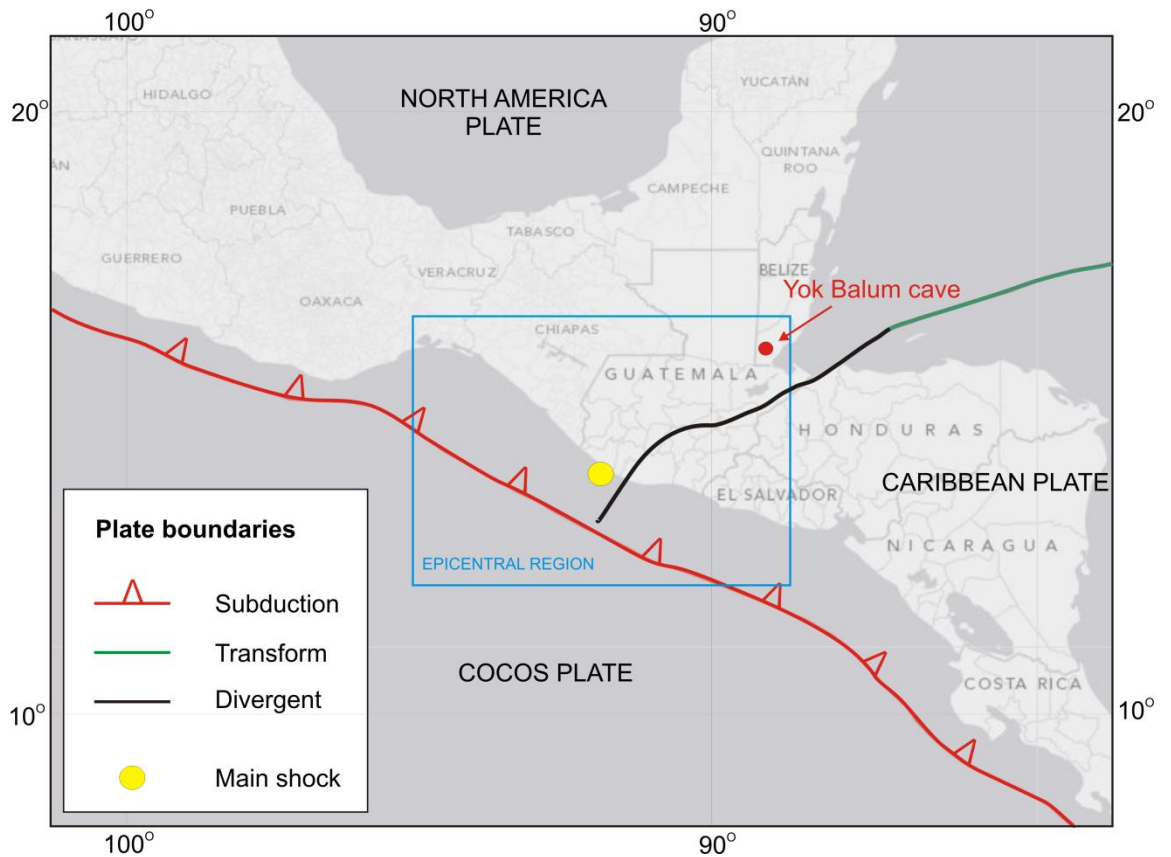 100°
90°
ANAJUATO
HIDALGO
YUCATÁN
20°
NORTH AMERICA
PLATE
20°
QUINTANA
ROO
ÁN
CAMPECHE
PUEBLA
TABASCO
GUERRERO
VERACRUZ
BELIZE
OAXACA
Yok Balum cave
CHIAPAS
GUATEMALA
HONDURAS
CARIBBEAN PLATE
EL SALVADOR
Plate boundaries
NICARAGUA
EPICENTRAL REGION
Subduction
Transform
COCOS PLATE
COSTA RICA
Divergent
10°
10°
Main shock
100°
90°